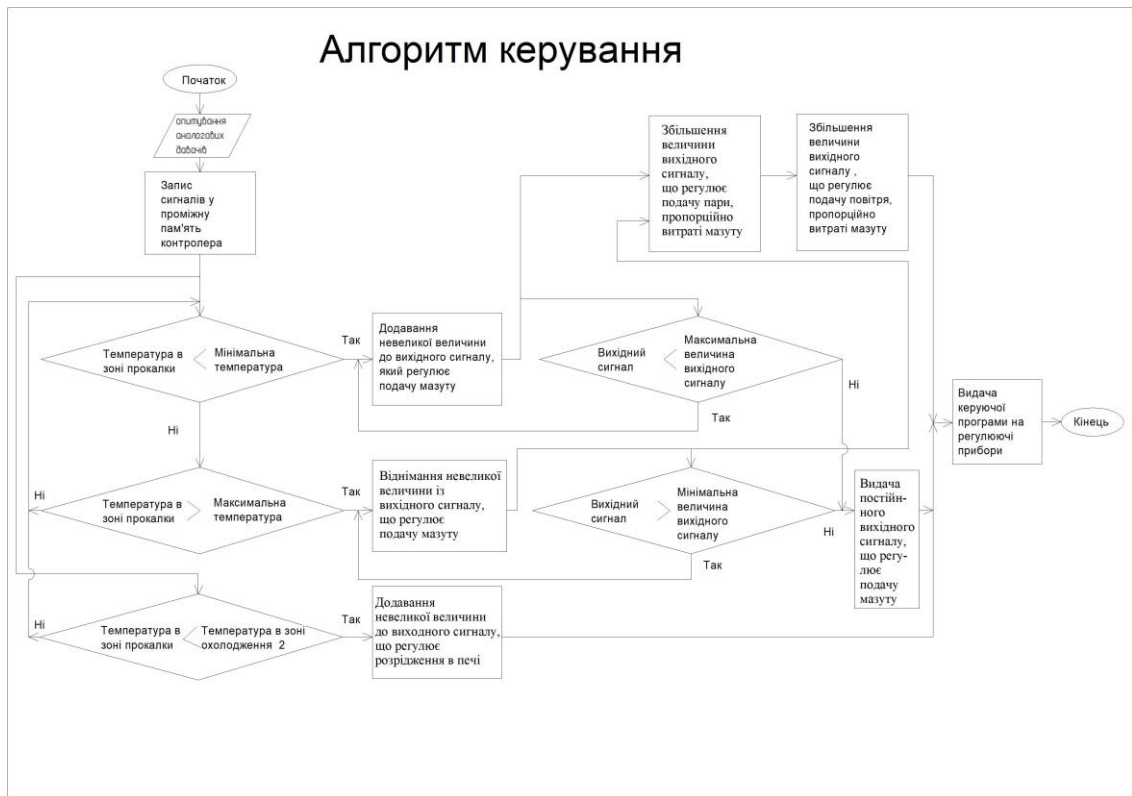 Алгоритм керування
Початок
опитування
аналогових
давачів
Запис
сигналів у
проміжну
пам'ять
контролера
Збільшення
величини
вихідного
сигналу,
що регулює
подачу пари,
пропорційно
витраті мазуту
Збільшення
величини
вихідного
сигналу ,
що регулює
подачу повітря,
пропорційно
витраті мазуту
Температура в
зоні прокалки
<
Мінімальна
температура
Так
Ні
Додавання
невеликої величини
до вихідного сигналу,
який регулює
подачу мазуту
Вихідний
сигнал
<
Максимальна
величина
вихідного
сигналу
Ні
Так
Видача
керуючої
програми на
регулюючі
прибори
Кінець
Ні
Температура в
зоні прокалки
>
Максимальна
температура
Так
Віднімання невеликої
величини із
вихідного сигналу,
що регулює
подачу мазуту
Вихідний
сигнал
>
Мінімальна
величина
вихідного
сигналу
Ні
Так
Видача
постій-
ного
вихідного
сигналу,
що регу-
лює
подачу
мазуту
Ні
Температура в
зоні прокалки
<
Температура в зоні
охолодження 2
Так
Додавання
невеликої величини
до виходного сигналу,
що регулює
розрідження в печі